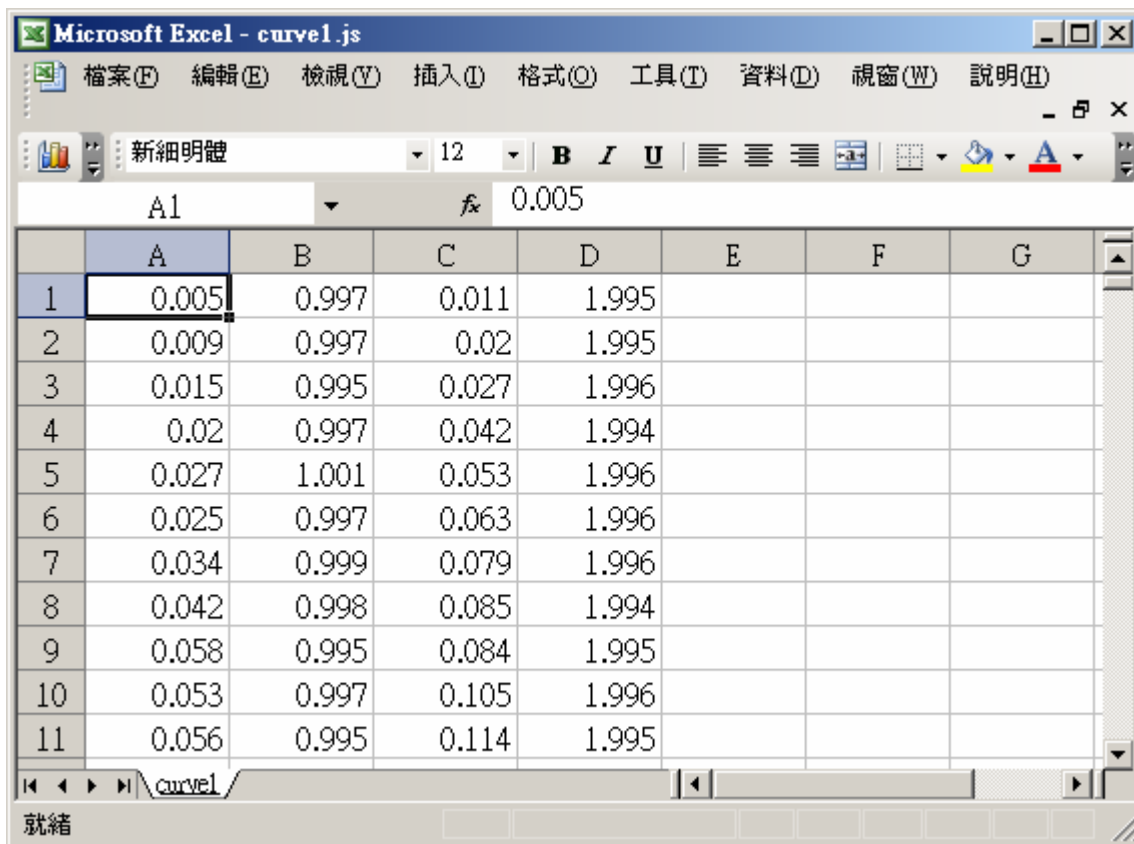 Microsoft Excel - curve1.js
檔案(F) 編輯(E) 檢視(V) 插入(I) 格式(O) 工具(T) 資料(D) 視窗(W) 說明(H)
新細明體 12 B I U A
A1 fx 0.005
A B C D E F G
1 0.005 0.997 0.011 1.995
2 0.009 0.997 0.02 1.995
3 0.015 0.995 0.027 1.996
4 0.02 0.997 0.042 1.994
5 0.027 1.001 0.053 1.996
6 0.025 0.997 0.063 1.996
7 0.034 0.999 0.079 1.996
8 0.042 0.998 0.085 1.994
9 0.058 0.995 0.084 1.995
10 0.053 0.997 0.105 1.996
11 0.056 0.995 0.114 1.995
curve1
就緒